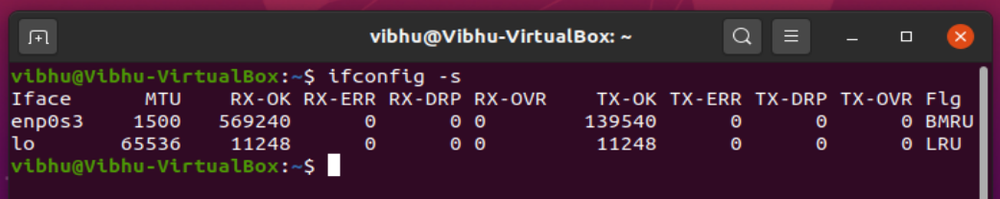 vibhu@Vibhu-VirtualBox: ~
vibhu@Vibhu-VirtualBox:~$ ifconfig -s
Iface MTU RX-OK RX-ERR RX-DRP RX-OVR TX-OK TX-ERR TX-DRP TX-OVR Flg
enp0s3 1500 569240 0 0 0 139540 0 0 0 BMRU
lo 65536 11248 0 0 0 11248 0 0 0 LRU
vibhu@Vibhu-VirtualBox:~$